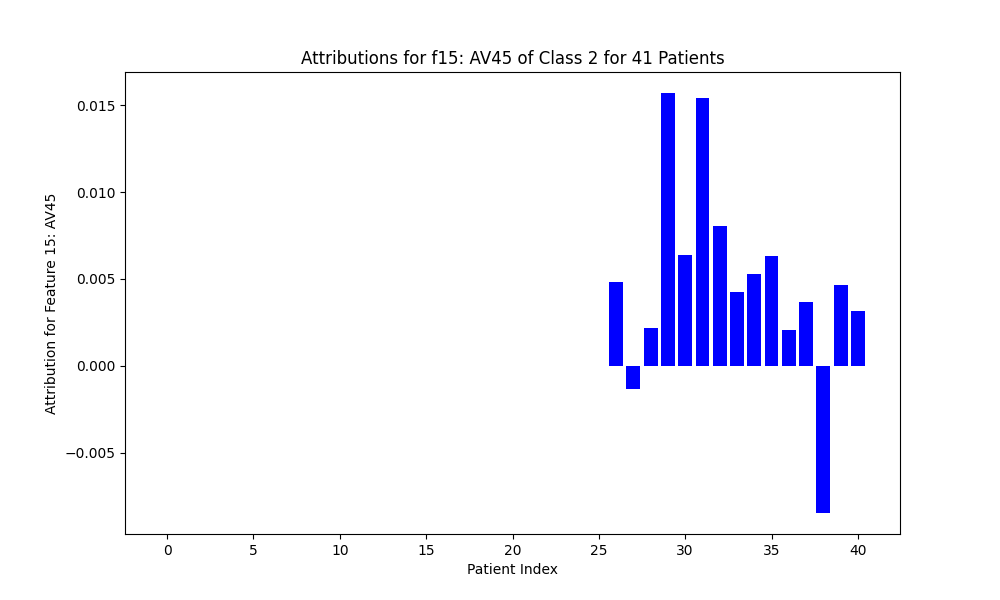 Attributions for f15: AV45 of Class 2 for 41 Patients
Attribution for Feature 15: AV45
0.015
0.010
0.005
0.000
−0.005
0 5 10 15 20 25 30 35 40
Patient Index